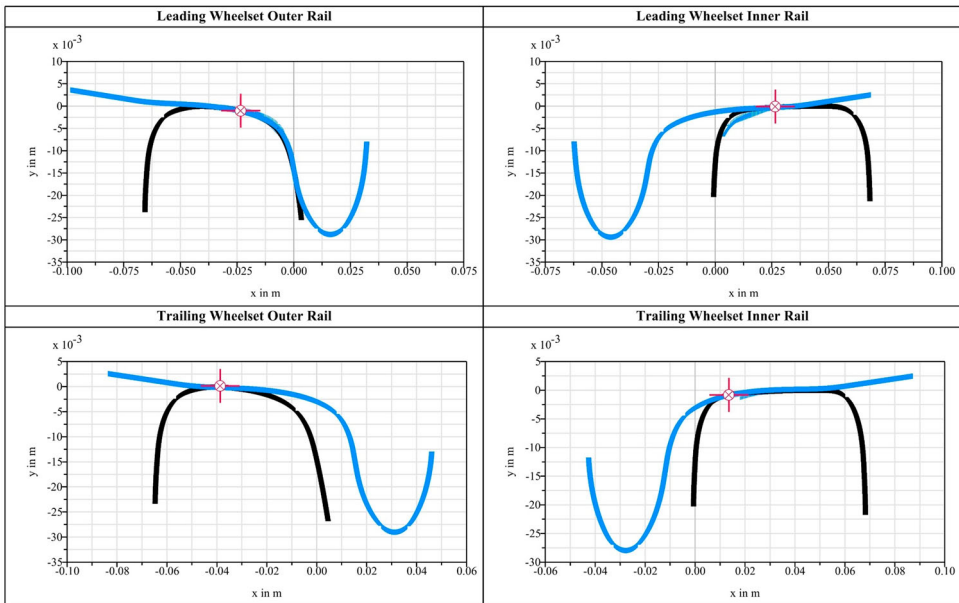 Leading Wheelset Outer Rail
x 10⁻³
10
5
0
-5
-10
-15
-20
-25
-30
-35
y in m
-0.100 -0.075 -0.050 -0.025 0.000 0.025 0.050 0.075
x in m
Leading Wheelset Inner Rail
x 10⁻³
10
5
0
-5
-10
-15
-20
-25
-30
-35
y in m
-0.075 -0.050 -0.025 0.000 0.025 0.050 0.075 0.100
x in m
Trailing Wheelset Outer Rail
x 10⁻³
5
0
-5
-10
-15
-20
-25
-30
-35
y in m
-0.10 -0.08 -0.06 -0.04 -0.02 0.00 0.02 0.04 0.06
x in m
Trailing Wheelset Inner Rail
x 10⁻³
5
0
-5
-10
-15
-20
-25
-30
y in m
-0.06 -0.04 -0.02 0.00 0.02 0.04 0.06 0.08 0.10
x in m